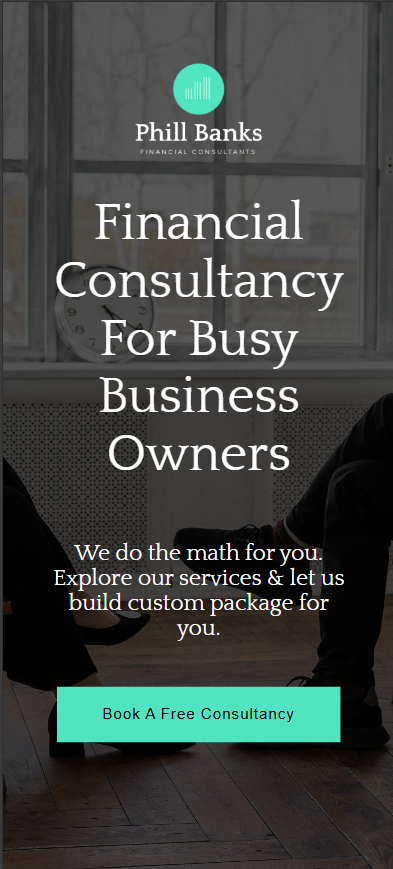 Phill Banks
FINANCIAL CONSULTANTS
Financial
Consultancy
For Busy
Business
Owners
We do the math for you.
Explore our services & let us
build custom package for
you.
Book A Free Consultancy